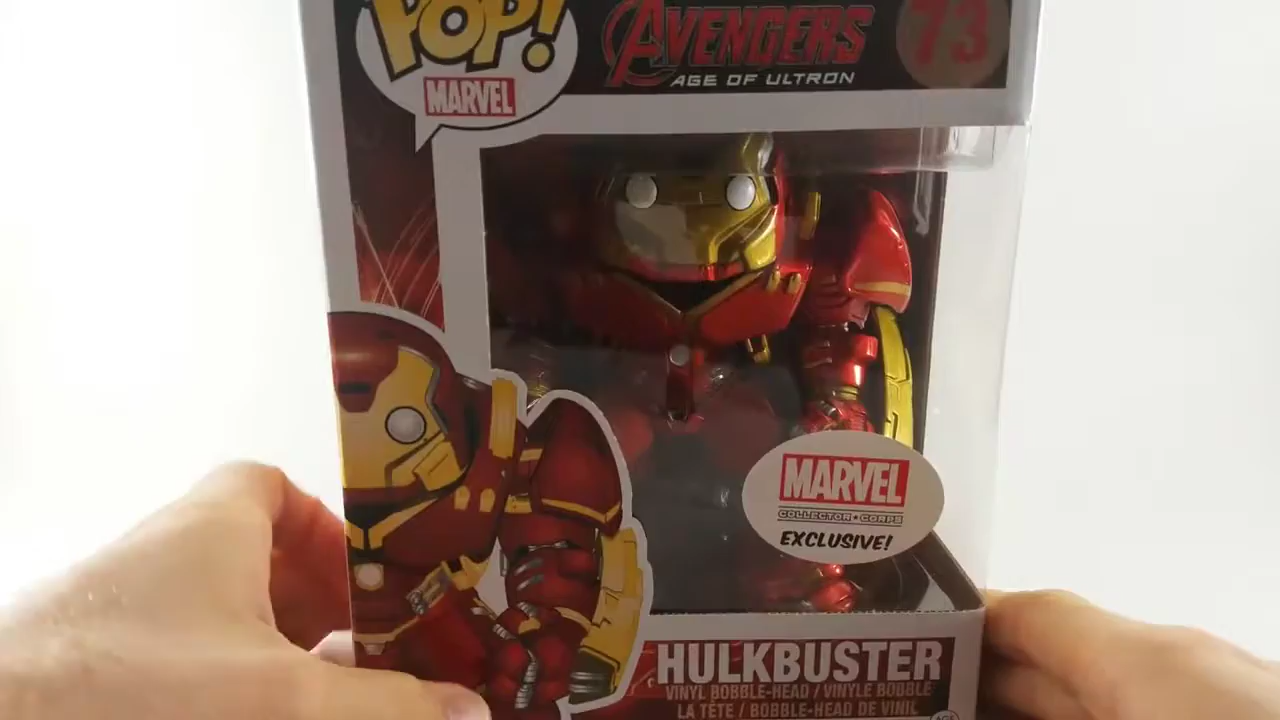 POP!
MARVEL
AVENGERS
AGE OF ULTRON
73
MARVEL
COLLECTOR CORPS
EXCLUSIVE!
HULKBUSTER
VINYL BOBBLE-HEAD / VINYLE BOBBLE
LA TÊTE / BOBBLE-HEAD DE VINIL